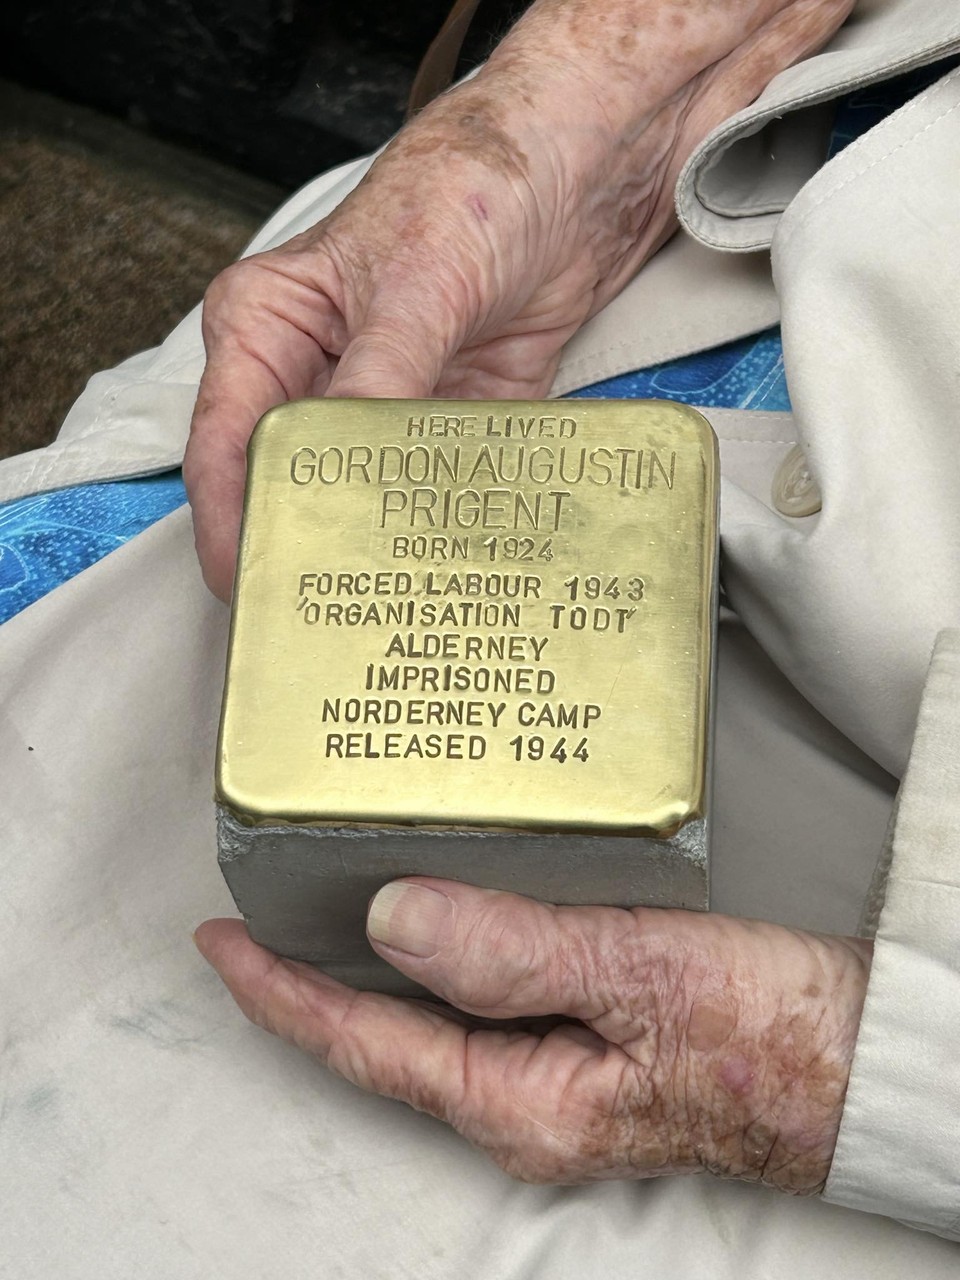 HERE LIVED
GORDON AUGUSTIN
PRIGENT
BORN 1924
FORCED LABOUR 1943
'ORGANISATION TODT'
ALDERNEY
IMPRISONED
NORDERNEY CAMP
RELEASED 1944